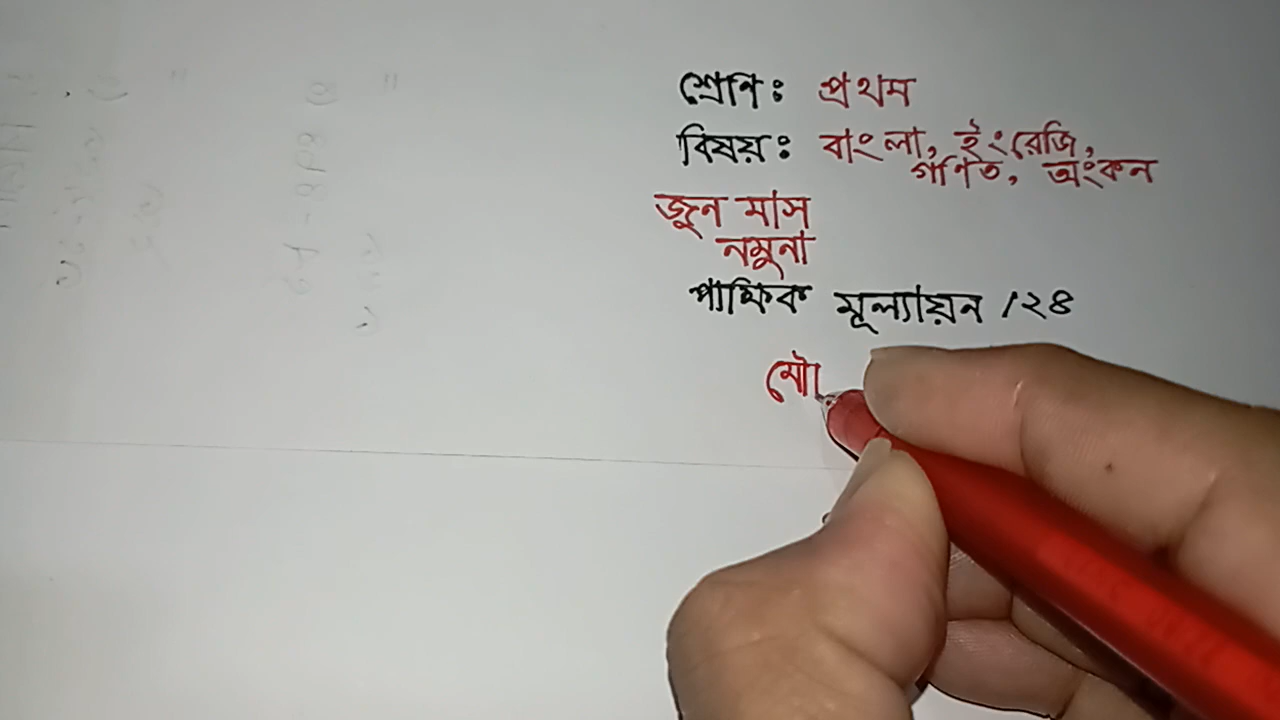 শ্রেণি: প্রথম
বিষয়: বাংলা, ইংরেজি,
গণিত, অংকন
জুন মাস
নমুনা
পাক্ষিক মূল্যায়ন /২৪
মৌ